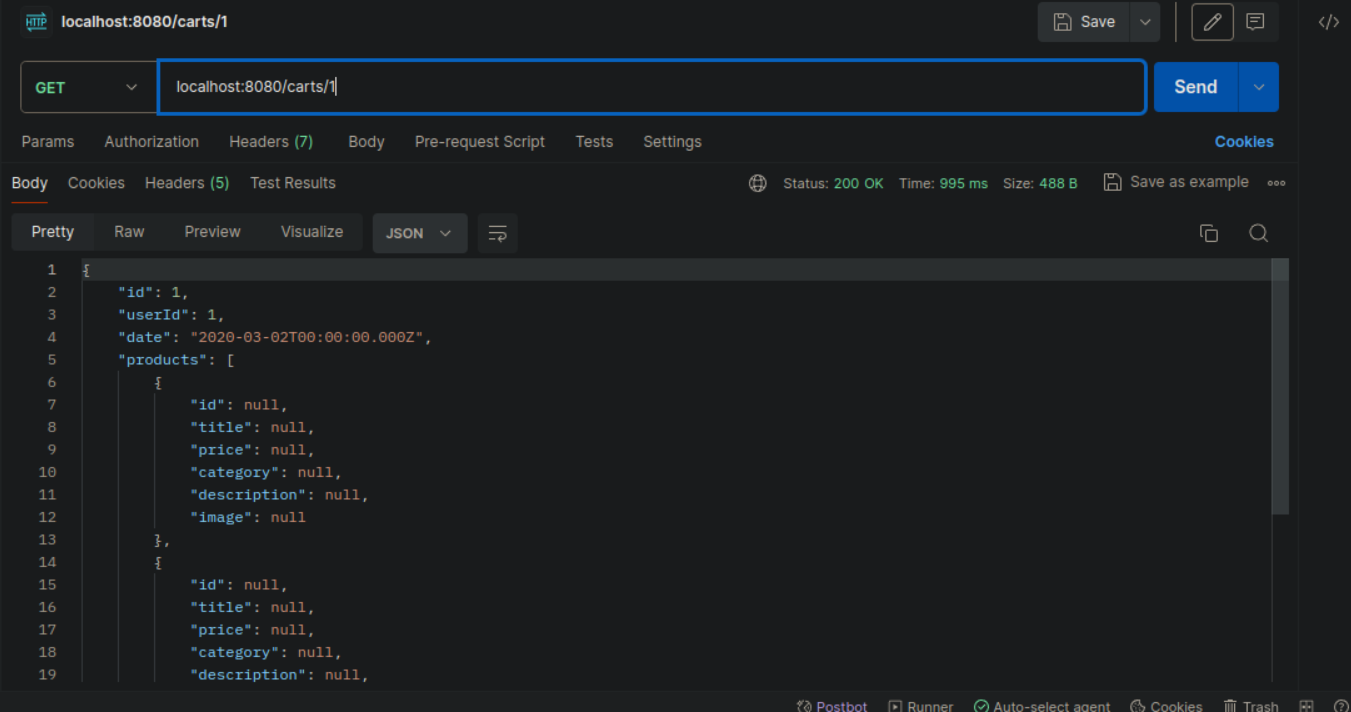 HTTP localhost:8080/carts/1 Save </>
GET localhost:8080/carts/1 Send
Params Authorization Headers (7) Body Pre-request Script Tests Settings Cookies
Body Cookies Headers (5) Test Results Status: 200 OK Time: 995 ms Size: 488 B Save as example
Pretty Raw Preview Visualize JSON
1 {
2 "id": 1,
3 "userId": 1,
4 "date": "2020-03-02T00:00:00.000Z",
5 "products": [
6 {
7 "id": null,
8 "title": null,
9 "price": null,
10 "category": null,
11 "description": null,
12 "image": null
13 },
14 {
15 "id": null,
16 "title": null,
17 "price": null,
18 "category": null,
19 "description": null,
Postbot Runner Auto-select agent Cookies Trash